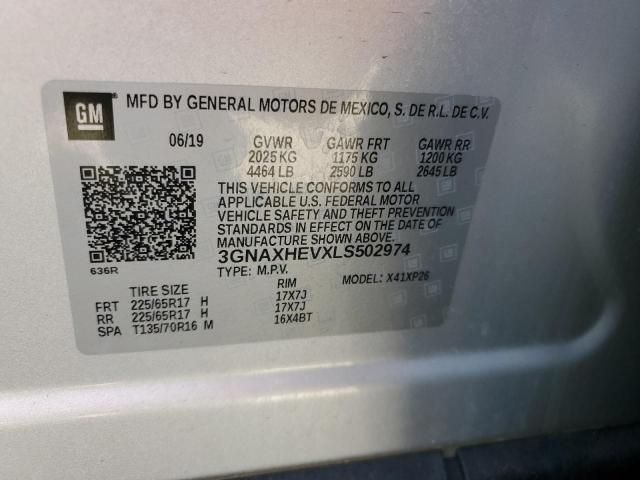 GM
MFD BY GENERAL MOTORS DE MEXICO, S. DE R.L. DE C.V.
06/19 GVWR GAWR FRT GAWR RR
2025 KG 1175 KG 1200 KG
4464 LB 2590 LB 2645 LB
THIS VEHICLE CONFORMS TO ALL
APPLICABLE U.S. FEDERAL MOTOR
VEHICLE SAFETY AND THEFT PREVENTION
STANDARDS IN EFFECT ON THE DATE OF
MANUFACTURE SHOWN ABOVE.
3GNAXHEVXLS502974
636R
TYPE: M.P.V. MODEL: X41XP26
TIRE SIZE RIM
FRT 225/65R17 H 17X7J
RR 225/65R17 H 17X7J
SPA T135/70R16 M 16X4BT